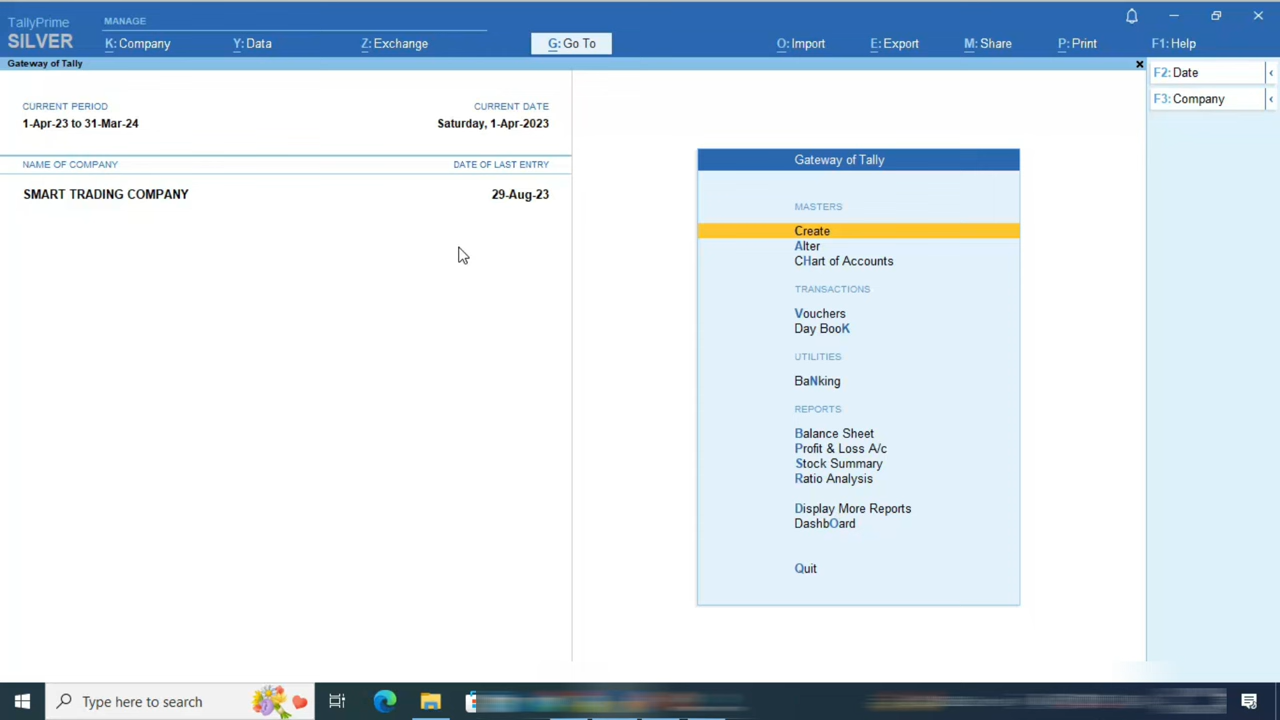 TallyPrime
MANAGE
SILVER
K: Company
Y: Data
Z: Exchange
G: Go To
O: Import
E: Export
M: Share
P: Print
F1: Help
Gateway of Tally
F2: Date
F3: Company
CURRENT PERIOD
CURRENT DATE
1-Apr-23 to 31-Mar-24
Saturday, 1-Apr-2023
NAME OF COMPANY
DATE OF LAST ENTRY
SMART TRADING COMPANY
29-Aug-23
Gateway of Tally
MASTERS
Create
Alter
CHart of Accounts
TRANSACTIONS
Vouchers
Day BooK
UTILITIES
BaNking
REPORTS
Balance Sheet
Profit & Loss A/c
Stock Summary
Ratio Analysis
Display More Reports
DashbOard
Quit
Type here to search